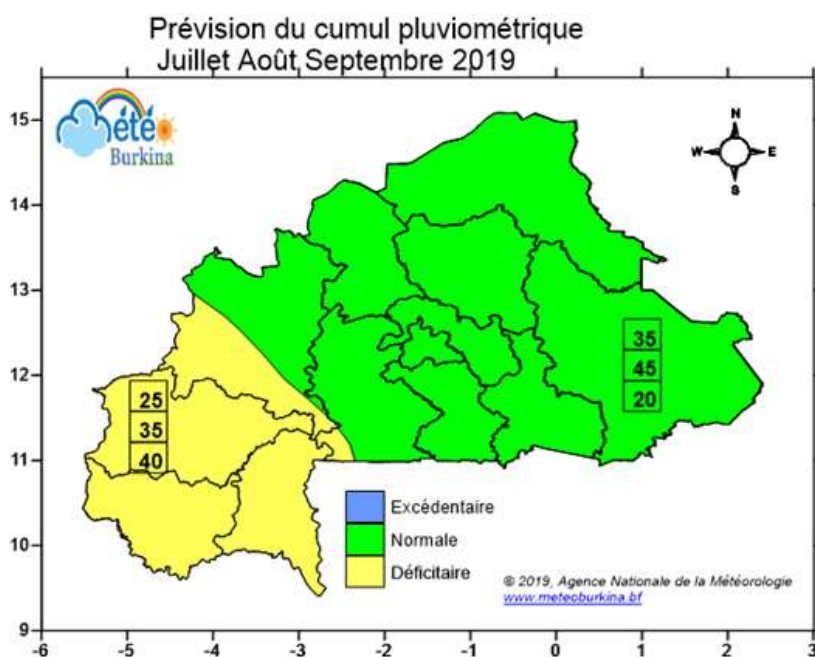 Prévision du cumul pluviométrique
Juillet Août Septembre 2019
Météo
Burkina
N
W E
S
15
14
13
12
11
10
9
35
45
20
25
35
40
Excédentaire
Normale
Déficitaire
© 2019, Agence Nationale de la Météorologie
www.meteoburkina.bf
-6 -5 -4 -3 -2 -1 0 1 2 3